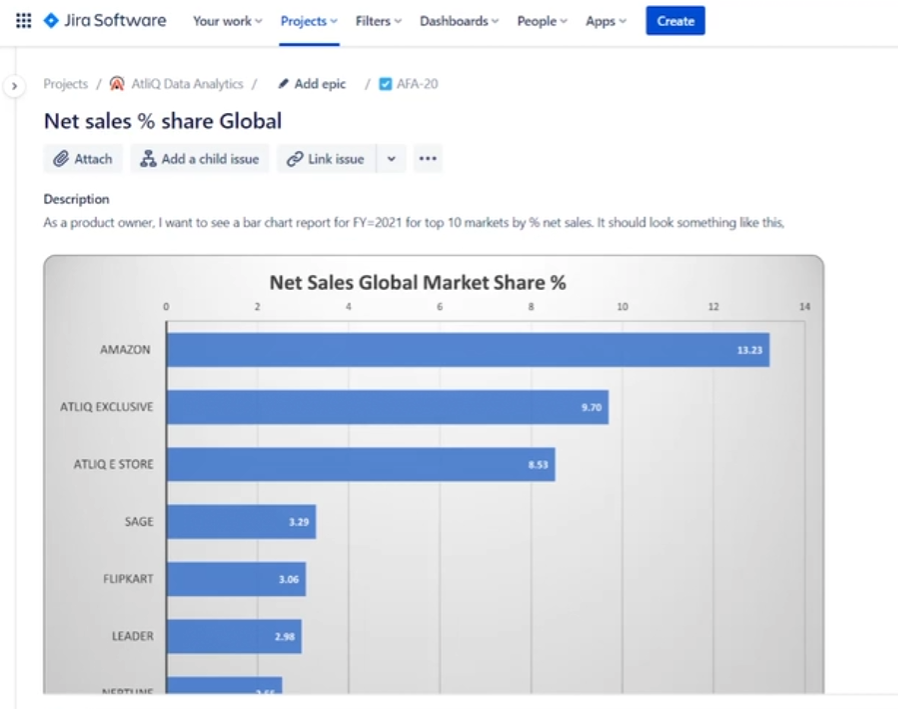 Jira Software Your work Projects Filters Dashboards People Apps Create
Projects / AtliQ Data Analytics / Add epic / AFA-20
Net sales % share Global
Attach Add a child issue Link issue
Description
As a product owner, I want to see a bar chart report for FY=2021 for top 10 markets by % net sales. It should look something like this,
Net Sales Global Market Share %
0 2 4 6 8 10 12 14
AMAZON 13.23
ATLIQ EXCLUSIVE 9.70
ATLIQ E STORE 8.53
SAGE 3.29
FLIPKART 3.06
LEADER 2.98
NEPTUNE